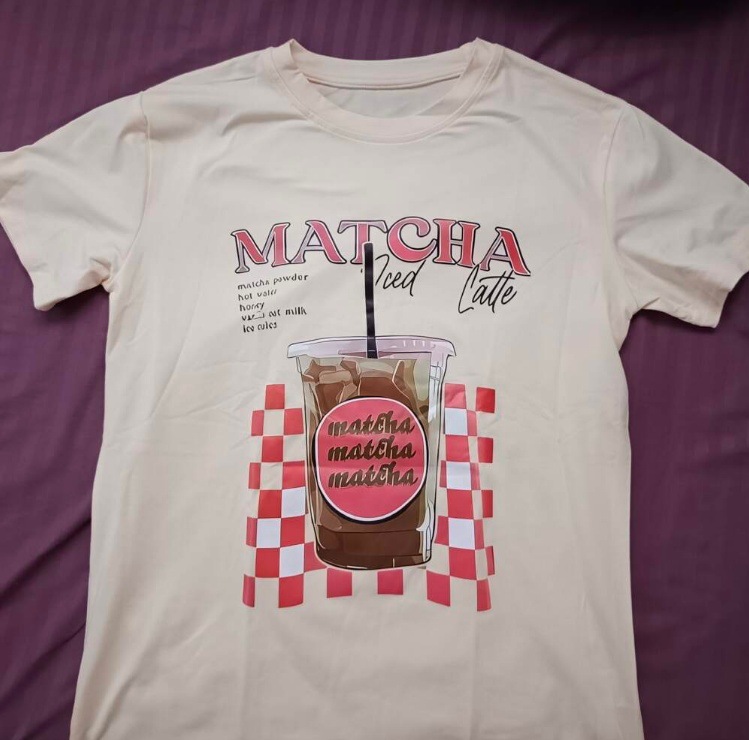 MATCHA
Iced Latte
matcha powder
hot water
honey
oat milk
ice cubes
matcha
matcha
matcha